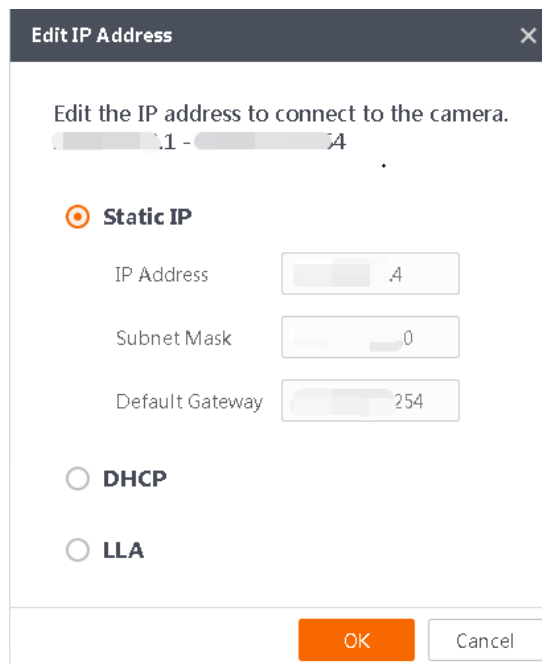 Edit IP Address
Edit the IP address to connect to the camera.
.1 - 54
Static IP
IP Address .4
Subnet Mask 0
Default Gateway 254
DHCP
LLA
OK Cancel